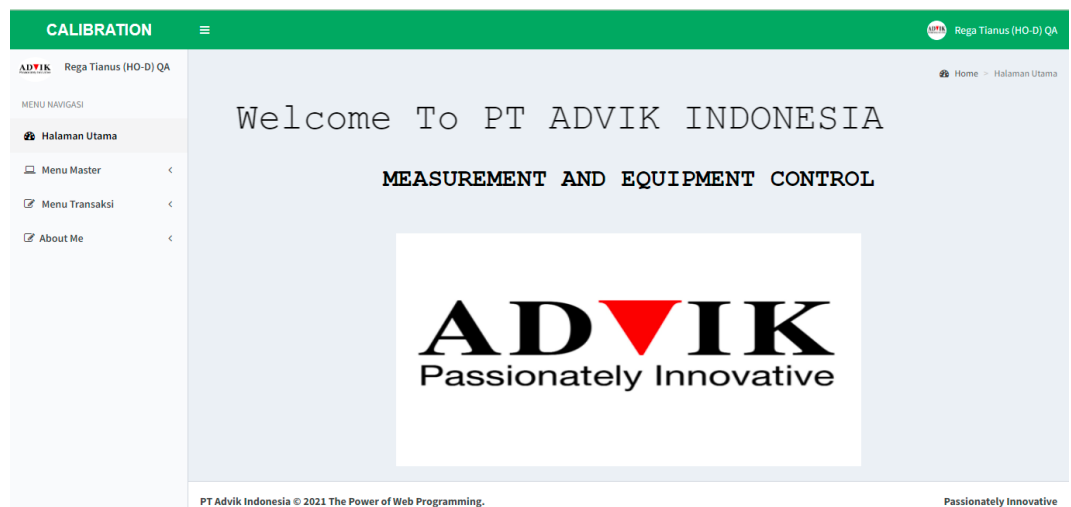 CALIBRATION
Rega Tianus (HO-D) QA
ADVIK Rega Tianus (HO-D) QA
Home > Halaman Utama
MENU NAVIGASI
Halaman Utama
Menu Master
Menu Transaksi
About Me
Welcome To PT ADVIK INDONESIA
MEASUREMENT AND EQUIPMENT CONTROL
ADVIK
Passionately Innovative
PT Advik Indonesia © 2021 The Power of Web Programming.
Passionately Innovative